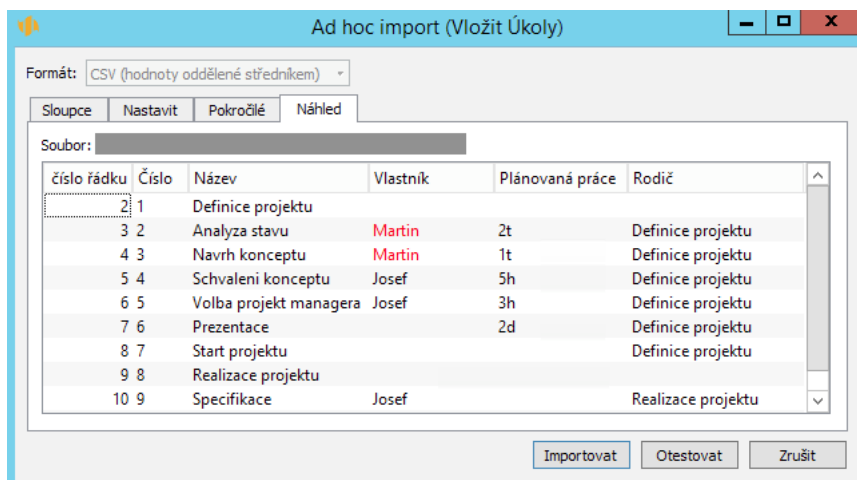 Ad hoc import (Vložit Úkoly)
Formát: CSV (hodnoty oddělené středníkem)
Sloupce Nastavit Pokročilé Náhled
Soubor:
číslo řádku Číslo Název Vlastník Plánovaná práce Rodič
2 1 Definice projektu
3 2 Analyza stavu Martin 2t Definice projektu
4 3 Navrh konceptu Martin 1t Definice projektu
5 4 Schvaleni konceptu Josef 5h Definice projektu
6 5 Volba projekt managera Josef 3h Definice projektu
7 6 Prezentace 2d Definice projektu
8 7 Start projektu Definice projektu
9 8 Realizace projektu
10 9 Specifikace Josef Realizace projektu
Importovat Otestovat Zrušit